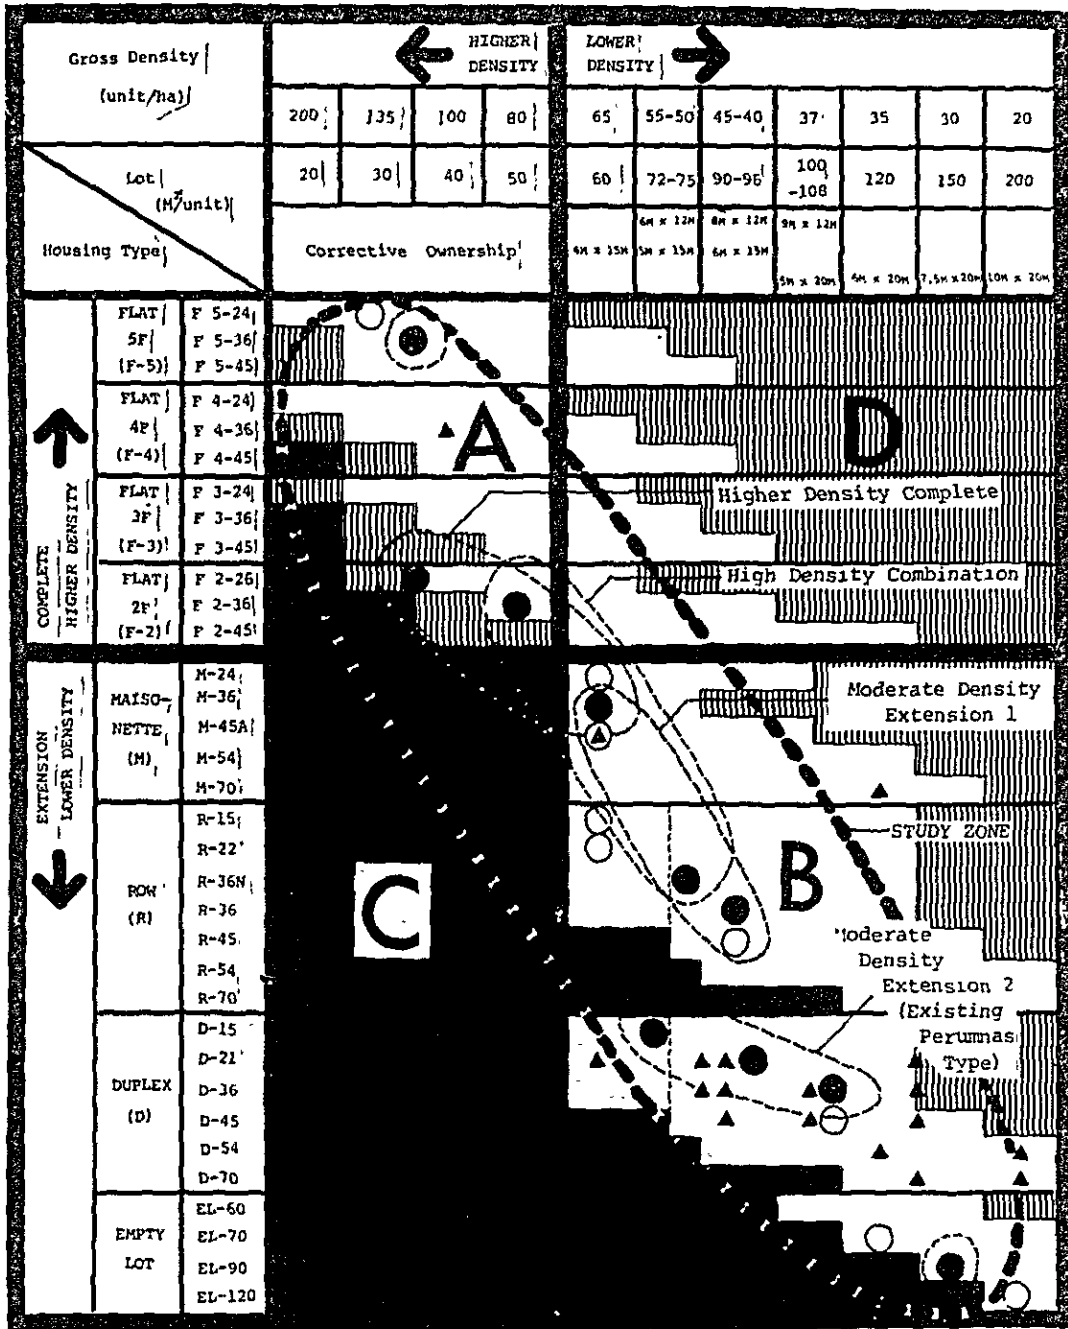 Gross Density
(unit/ha)
HIGHER
DENSITY
LOWER
DENSITY
200 135 100 80 65 55-50 45-40 37 35 30 20
Lot
(M²/unit)
Housing Type
20 30 40 50 60 72-75 90-96 100
-108 120 150 200
Corrective Ownership
4M x 15M
6M x 12M
5M x 15M
8M x 12M
6M x 15M
9M x 12M
5M x 20M
6M x 20M
7.5M x 20M
10M x 20M
COMPLETE
HIGHER DENSITY
FLAT
5F
(F-5)
F 5-24
F 5-36
F 5-45
FLAT
4F
(F-4)
F 4-24
F 4-36
F 4-45
FLAT
3F
(F-3)
F 3-24
F 3-36
F 3-45
FLAT
2F
(F-2)
F 2-26
F 2-36
F 2-45
EXTENSION
LOWER DENSITY
MAISO-
NETTE
(M)
M-24
M-36
M-45A
M-54
M-70
ROW
(R)
R-15
R-22
R-36N
R-36
R-45
R-54
R-70
DUPLEX
(D)
D-15
D-21
D-36
D-45
D-54
D-70
EMPTY
LOT
EL-60
EL-70
EL-90
EL-120
A
D
Higher Density Complete
High Density Combination
Moderate Density
Extension 1
STUDY ZONE
B
C
Moderate
Density
Extension 2
(Existing
Perumnas
Type)